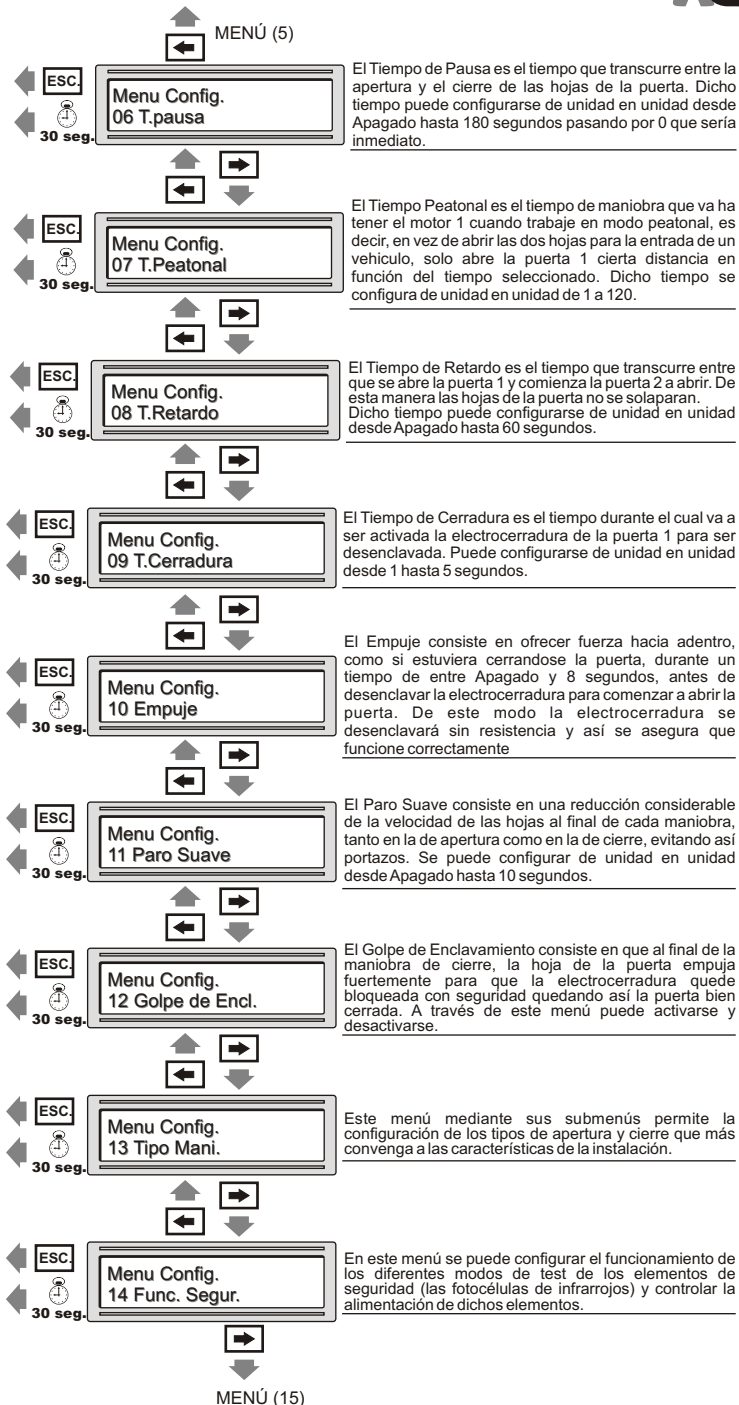 MENÚ (5)
ESC.
30 seg.
Menu Config.
06 T.pausa
El Tiempo de Pausa es el tiempo que transcurre entre la
apertura y el cierre de las hojas de la puerta. Dicho
tiempo puede configurarse de unidad en unidad desde
Apagado hasta 180 segundos pasando por 0 que sería
inmediato.
ESC.
30 seg.
Menu Config.
07 T.Peatonal
El Tiempo Peatonal es el tiempo de maniobra que va ha
tener el motor 1 cuando trabaje en modo peatonal, es
decir, en vez de abrir las dos hojas para la entrada de un
vehiculo, solo abre la puerta 1 cierta distancia en
función del tiempo seleccionado. Dicho tiempo se
configura de unidad en unidad de 1 a 120.
ESC.
30 seg.
Menu Config.
08 T.Retardo
El Tiempo de Retardo es el tiempo que transcurre entre
que se abre la puerta 1 y comienza la puerta 2 a abrir. De
esta manera las hojas de la puerta no se solaparan.
Dicho tiempo puede configurarse de unidad en unidad
desde Apagado hasta 60 segundos.
ESC.
30 seg.
Menu Config.
09 T.Cerradura
El Tiempo de Cerradura es el tiempo durante el cual va a
ser activada la electrocerradura de la puerta 1 para ser
desenclavada. Puede configurarse de unidad en unidad
desde 1 hasta 5 segundos.
ESC.
30 seg.
Menu Config.
10 Empuje
El Empuje consiste en ofrecer fuerza hacia adentro,
como si estuviera cerrandose la puerta, durante un
tiempo de entre Apagado y 8 segundos, antes de
desenclavar la electrocerradura para comenzar a abrir la
puerta. De este modo la electrocerradura se
desenclavará sin resistencia y así se asegura que
funcione correctamente
ESC.
30 seg.
Menu Config.
11 Paro Suave
El Paro Suave consiste en una reducción considerable
de la velocidad de las hojas al final de cada maniobra,
tanto en la de apertura como en la de cierre, evitando así
portazos. Se puede configurar de unidad en unidad
desde Apagado hasta 10 segundos.
ESC.
30 seg.
Menu Config.
12 Golpe de Encl.
El Golpe de Enclavamiento consiste en que al final de la
maniobra de cierre, la hoja de la puerta empuja
fuertemente para que la electrocerradura quede
bloqueada con seguridad quedando así la puerta bien
cerrada. A través de este menú puede activarse y
desactivarse.
ESC.
30 seg.
Menu Config.
13 Tipo Mani.
Este menú mediante sus submenús permite la
configuración de los tipos de apertura y cierre que más
convenga a las características de la instalación.
ESC.
30 seg.
Menu Config.
14 Func. Segur.
En este menú se puede configurar el funcionamiento de
los diferentes modos de test de los elementos de
seguridad (las fotocélulas de infrarrojos) y controlar la
alimentación de dichos elementos.
MENÚ (15)